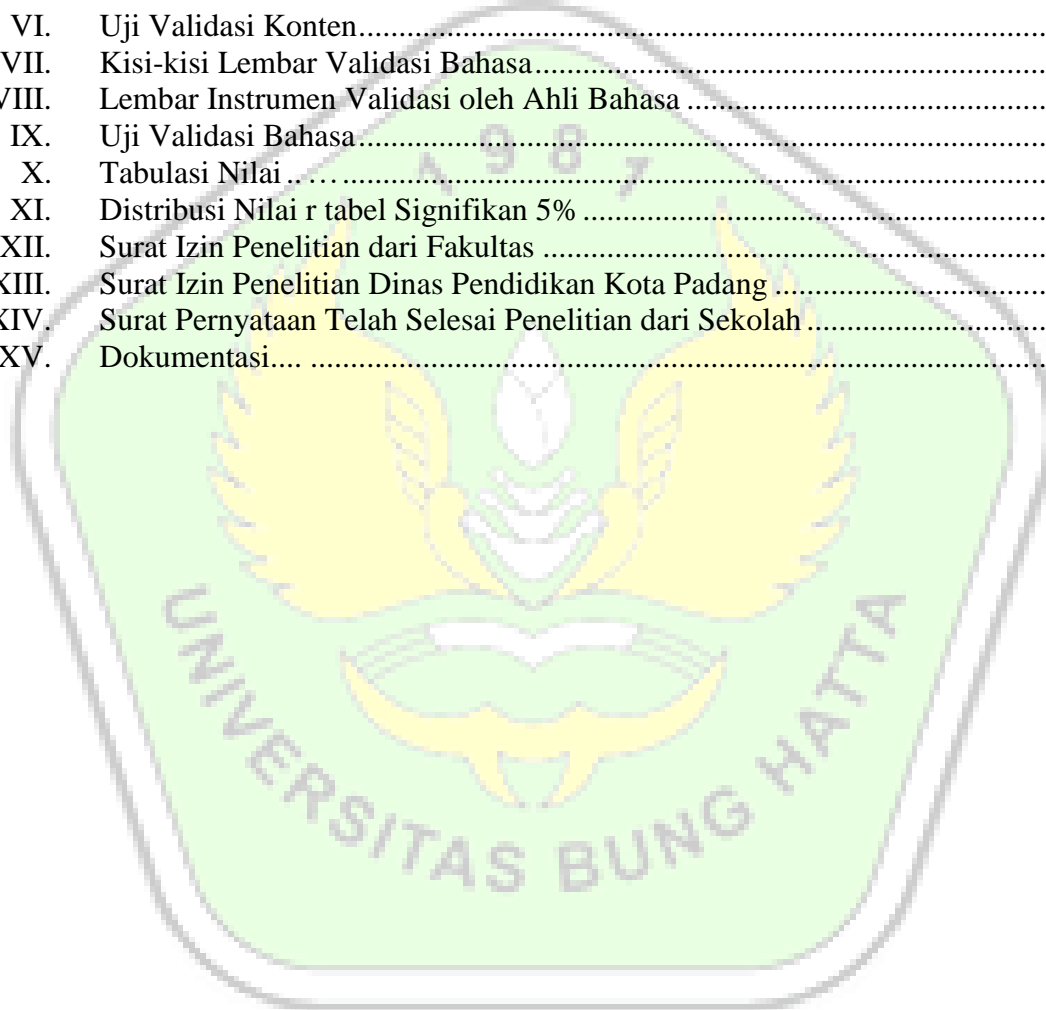 VI. Uji Validasi Konten
VII. Kisi-kisi Lembar Validasi Bahasa
VIII. Lembar Instrumen Validasi oleh Ahli Bahasa
IX. Uji Validasi Bahasa
X. Tabulasi Nilai
XI. Distribusi Nilai r tabel Signifikan 5%
XII. Surat Izin Penelitian dari Fakultas
XIII. Surat Izin Penelitian Dinas Pendidikan Kota Padang
XIV. Surat Pernyataan Telah Selesai Penelitian dari Sekolah
XV. Dokumentasi
1981
UNIVERSITAS BUNG HATTA